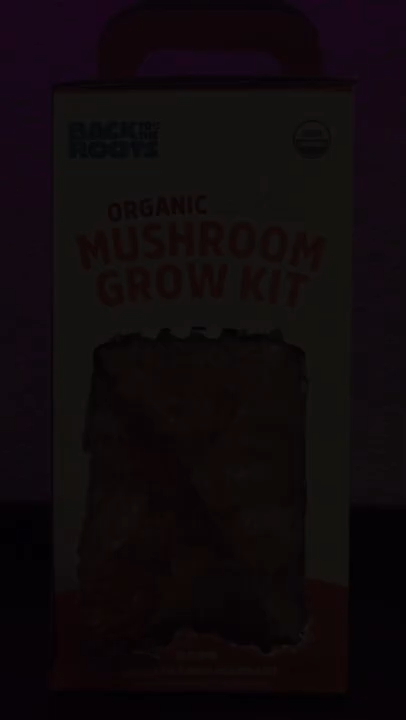 BACK TO THE
ROOTS
ORGANIC
MUSHROOM
GROW KIT